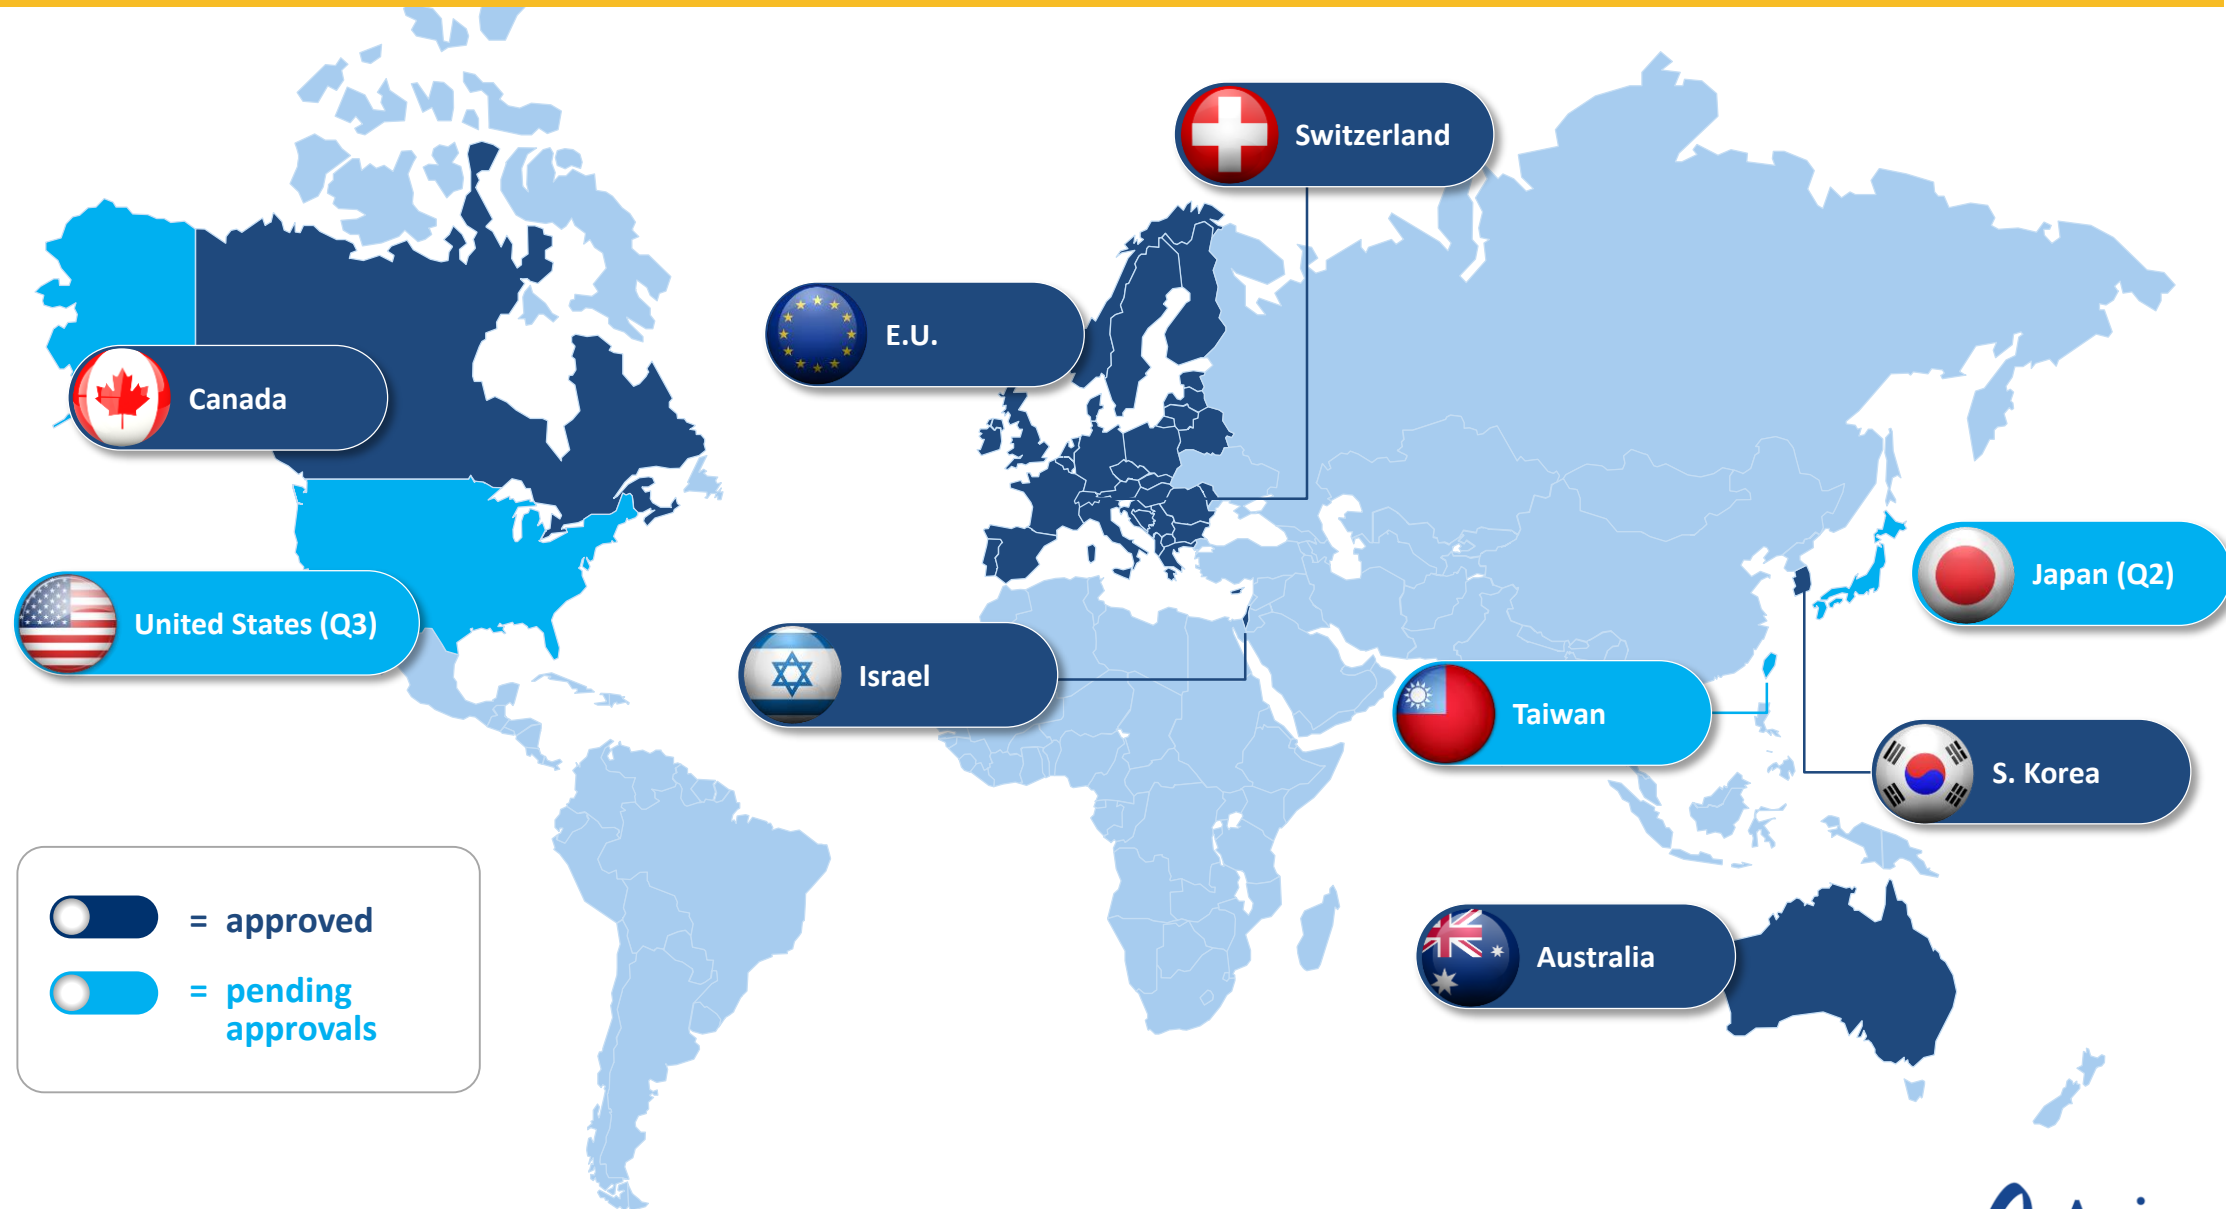 Switzerland
E.U.
Canada
Japan (Q2)
United States (Q3)
Israel
Taiwan
S. Korea
= approved
Australia
= pending
approvals